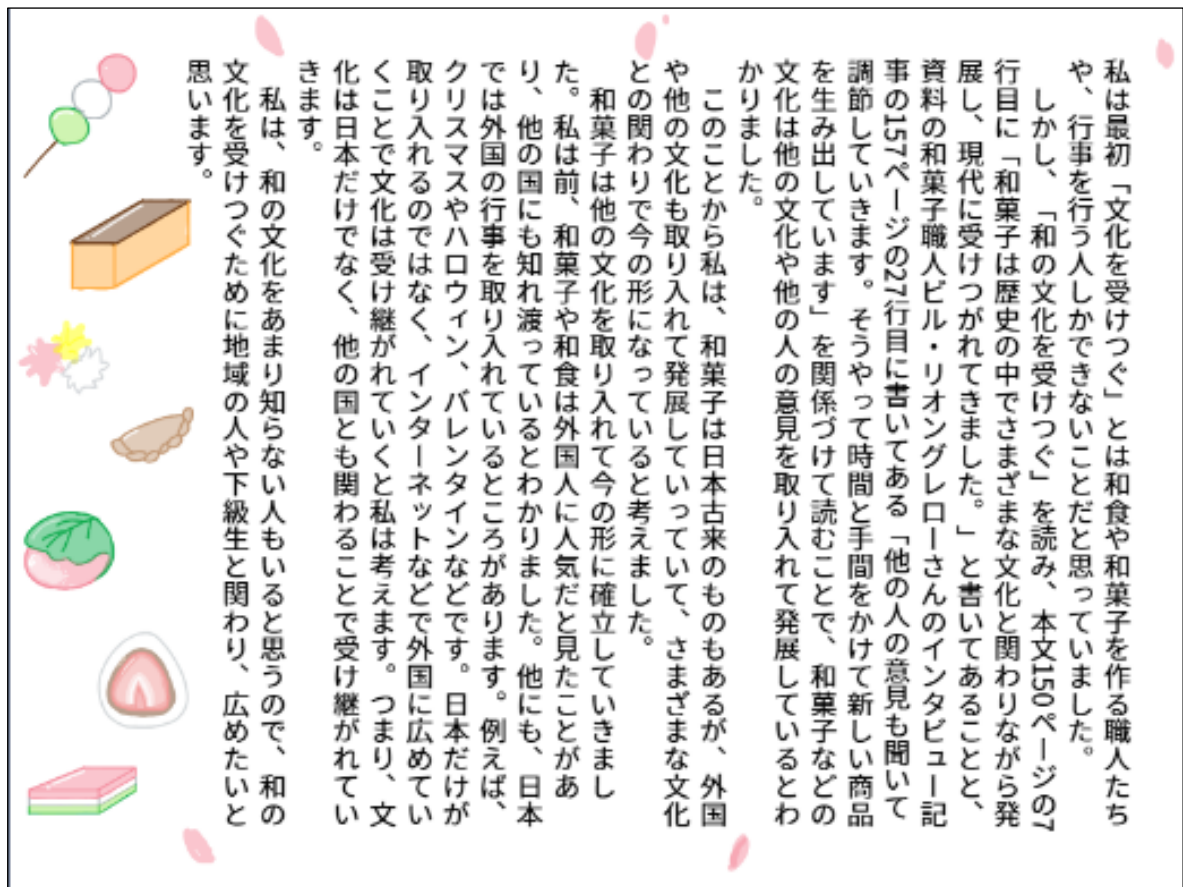 私は最初「文化を受けつぐ」とは和食や和菓子を作る職人たち
や、行事を行う人しかできないことだと思っていました。
しかし、「和の文化を受けつぐ」を読み、本文150ページの7
行目に「和菓子は歴史の中でさまざまな文化と関わりながら発
展し、現代に受けつがれてきました。」と書いてあることと、
資料の和菓子職人ビル・リオングレローさんのインタビュー記
事の157ページの27行目に書いてある「他の人の意見も聞いて
調節していきます。そうやって時間と手間をかけて新しい商品
を生み出しています」を関係づけて読むことで、和菓子などの
文化は他の文化や他の人の意見を取り入れて発展しているとわ
かりました。
このことから私は、和菓子は日本古来のものもあるが、外国
や他の文化も取り入れて発展していっていて、さまざまな文化
との関わりで今の形になっていると考えました。
和菓子は他の文化を取り入れて今の形に確立していきまし
た。私は前、和菓子や和食は外国人に人気だと見たことがあ
り、他の国にも知れ渡っているとわかりました。他にも、日本
では外国の行事を取り入れているところがあります。例えば、
クリスマスやハロウィン、バレンタインなどです。日本だけが
取り入れるのではなく、インターネットなどで外国に広めてい
くことで文化は受け継がれていくと私は考えます。つまり、文
化は日本だけでなく、他の国とも関わることで受け継がれてい
きます。
私は、和の文化をあまり知らない人もいると思うので、和の
文化を受けつぐために地域の人や下級生と関わり、広めたいと
思います。